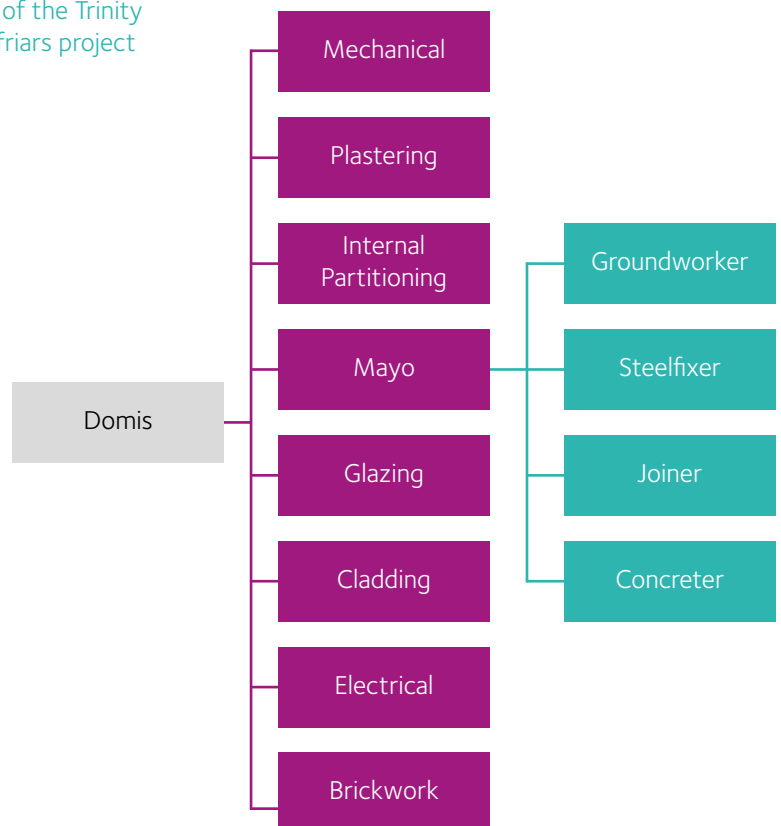 of the Trinity
friars project
Mechanical
Plastering
Internal
Partitioning
Mayo
Glazing
Cladding
Electrical
Brickwork
Domis
Groundworker
Steelfixer
Joiner
Concreter